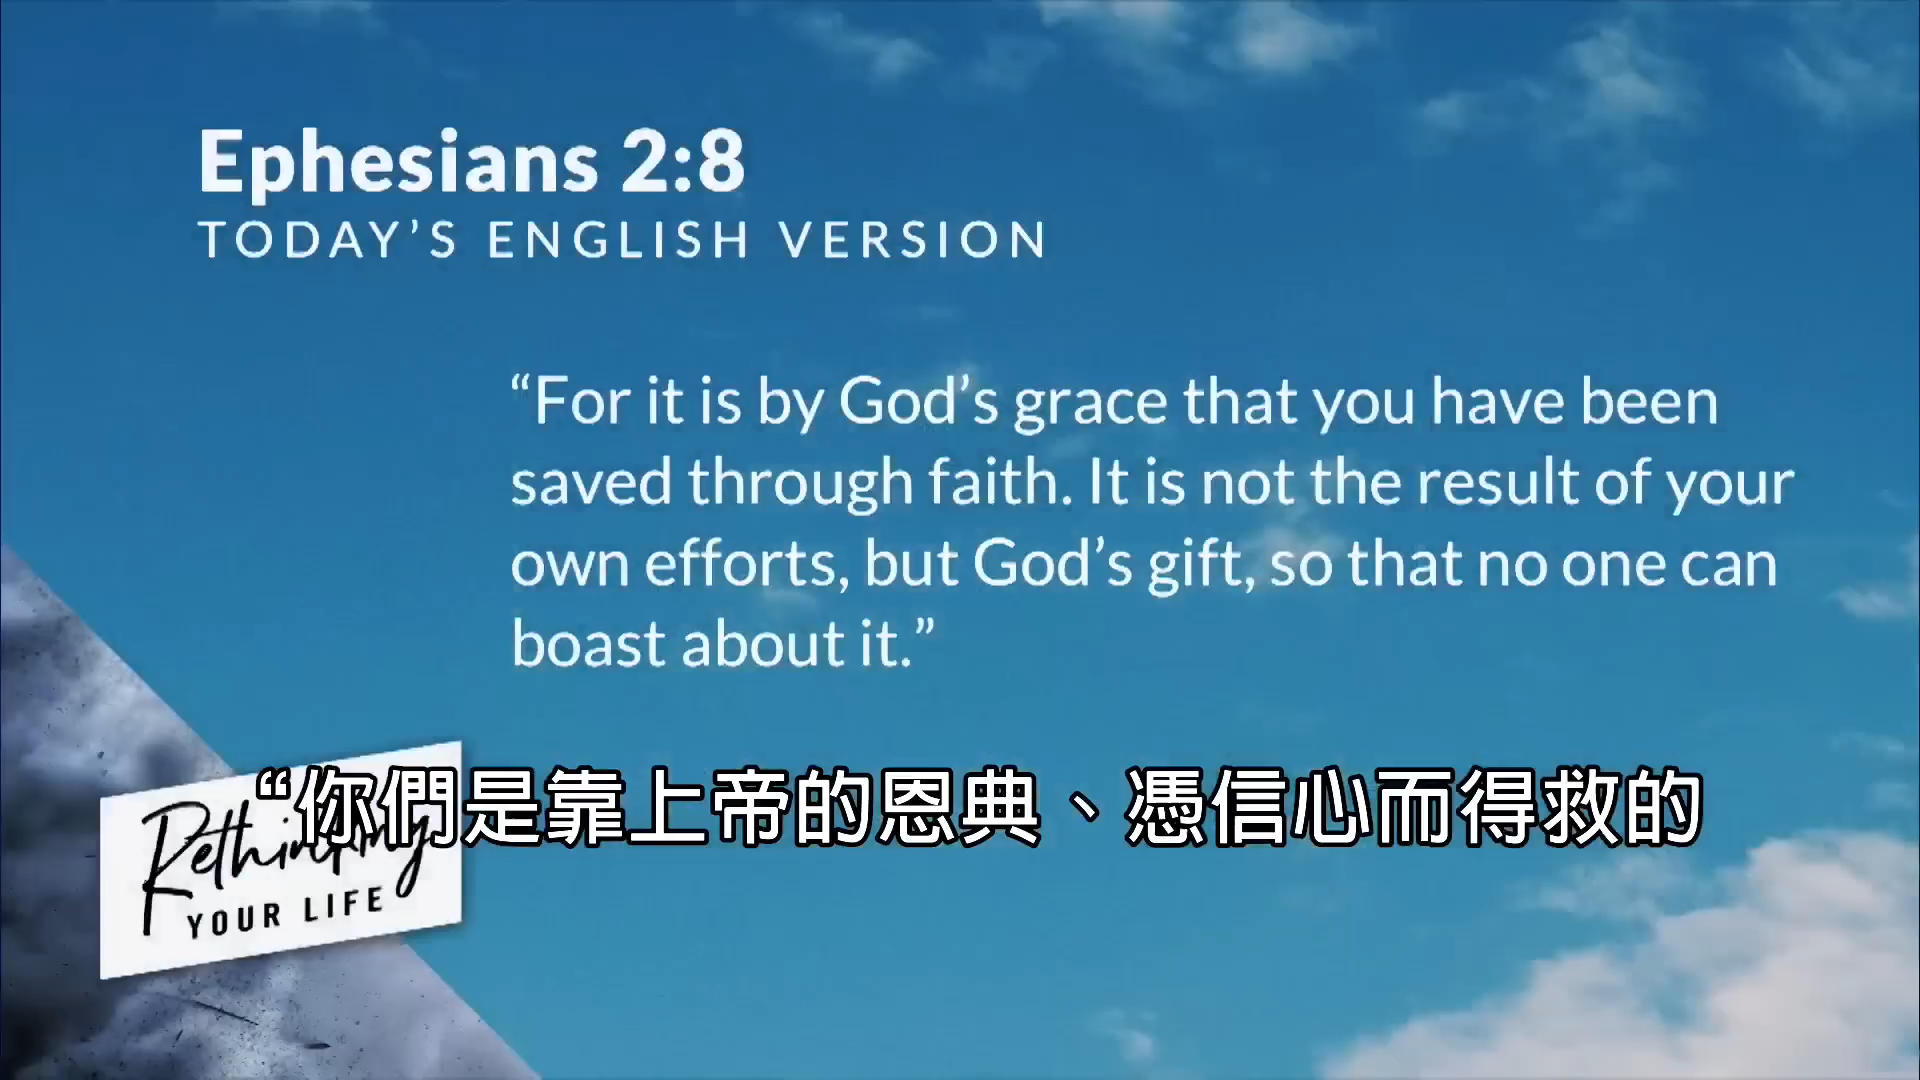 Ephesians 2:8
TODAY’S ENGLISH VERSION
“For it is by God’s grace that you have been
saved through faith. It is not the result of your
own efforts, but God’s gift, so that no one can
boast about it.”
“你們是靠上帝的恩典、憑信心而得救的
Rethinking
YOUR LIFE